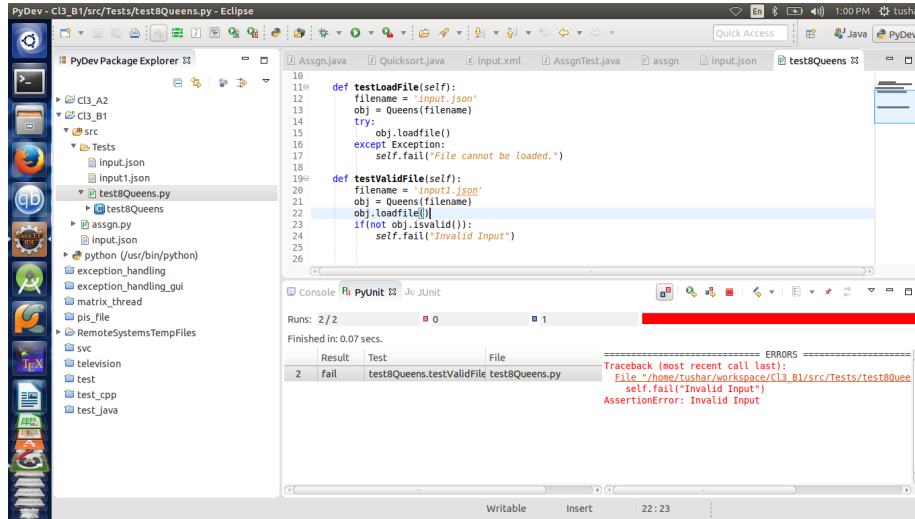 PyDev - Cl3_B1/src/Tests/test8Queens.py - Eclipse
En
1:00 PM
Quick Access
Java
PyDev
PyDev Package Explorer
Assgn.java
Quicksort.java
input.xml
AssgnTest.java
assgn
input.json
test8Queens
Cl3_A2
Cl3_B1
src
Tests
input.json
input1.json
test8Queens.py
test8Queens
assgn.py
input.json
python (/usr/bin/python)
exception_handling
exception_handling_gui
matrix_thread
pis_file
RemoteSystemsTempFiles
svc
television
test
test_cpp
test_java
10
11 def testLoadFile(self):
12 filename = 'input.json'
13 obj = Queens(filename)
14 try:
15 obj.loadfile()
16 except Exception:
17 self.fail("File cannot be loaded.")
18
19 def testValidFile(self):
20 filename = 'input1.json'
21 obj = Queens(filename)
22 obj.loadfile()
23 if(not obj.isvalid()):
24 self.fail("Invalid Input")
25
26
Console
PyUnit
JUnit
Runs: 2/2 0 1
Finished in: 0.07 secs.
Result Test File
2 fail test8Queens.testValidFile test8Queens.py
============================ ERRORS ====================
Traceback (most recent call last):
File "/home/tushar/workspace/Cl3_B1/src/Tests/test8Quee
self.fail("Invalid Input")
AssertionError: Invalid Input
Writable
Insert
22 : 23